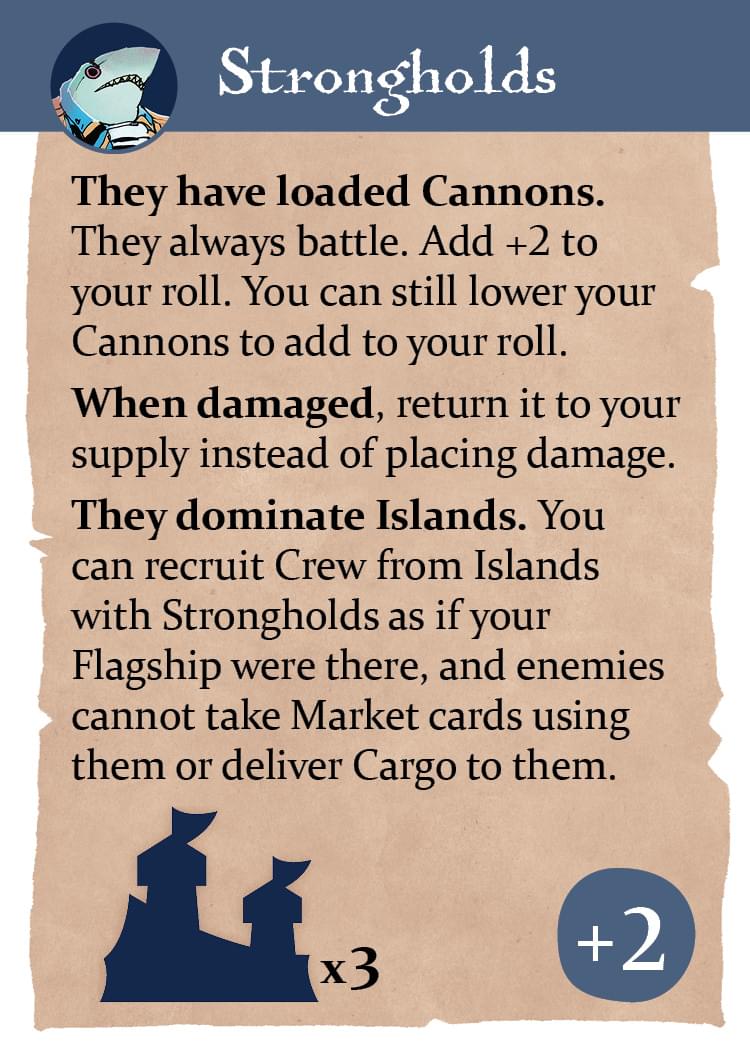 Strongholds
They have loaded Cannons.
They always battle. Add +2 to
your roll. You can still lower your
Cannons to add to your roll.
When damaged, return it to your
supply instead of placing damage.
They dominate Islands. You
can recruit Crew from Islands
with Strongholds as if your
Flagship were there, and enemies
cannot take Market cards using
them or deliver Cargo to them.
x3
+2